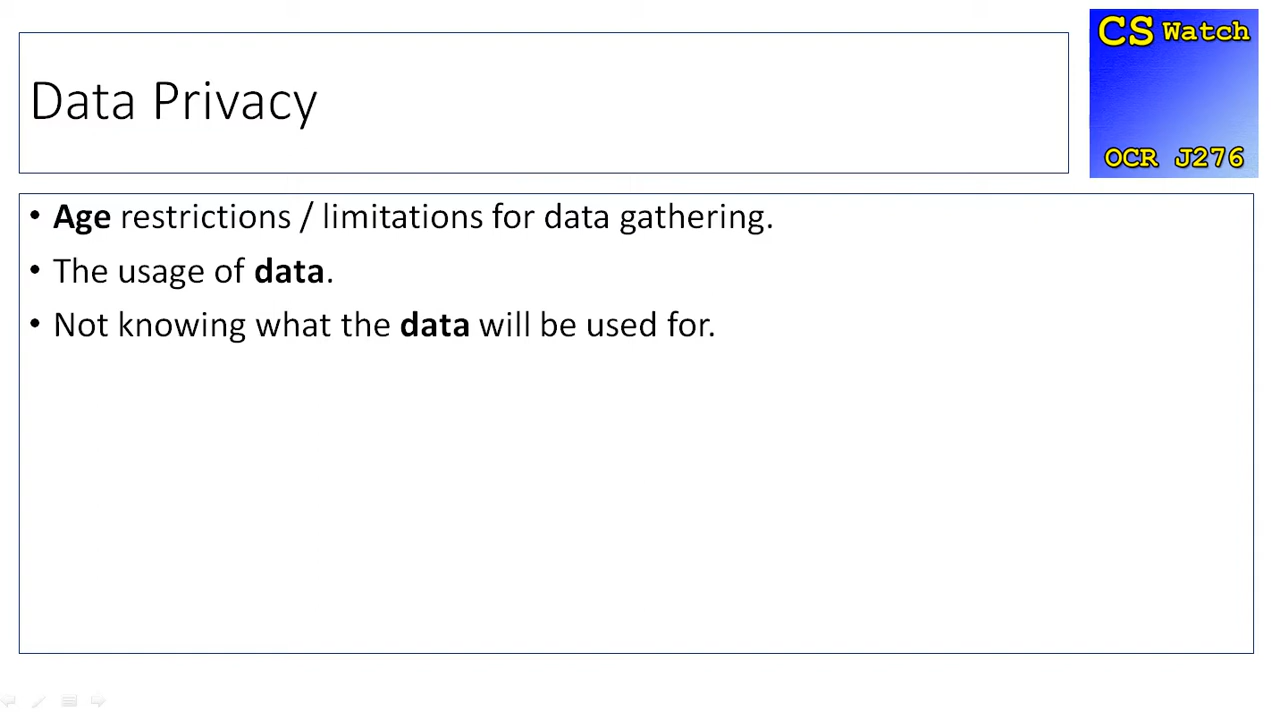 CS Watch
Data Privacy
OCR J276
• Age restrictions / limitations for data gathering.
• The usage of data.
• Not knowing what the data will be used for.